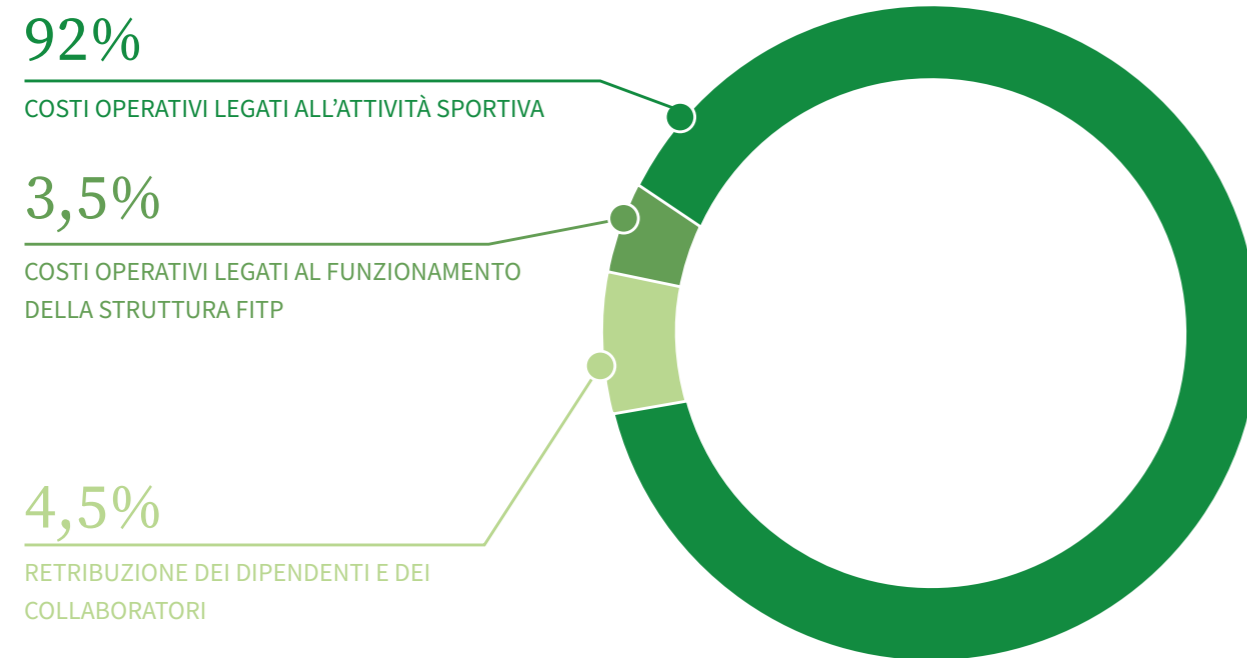 92%
COSTI OPERATIVI LEGATI ALL’ATTIVITÀ SPORTIVA
3,5%
COSTI OPERATIVI LEGATI AL FUNZIONAMENTO
DELLA STRUTTURA FITP
4,5%
RETRIBUZIONE DEI DIPENDENTI E DEI
COLLABORATORI